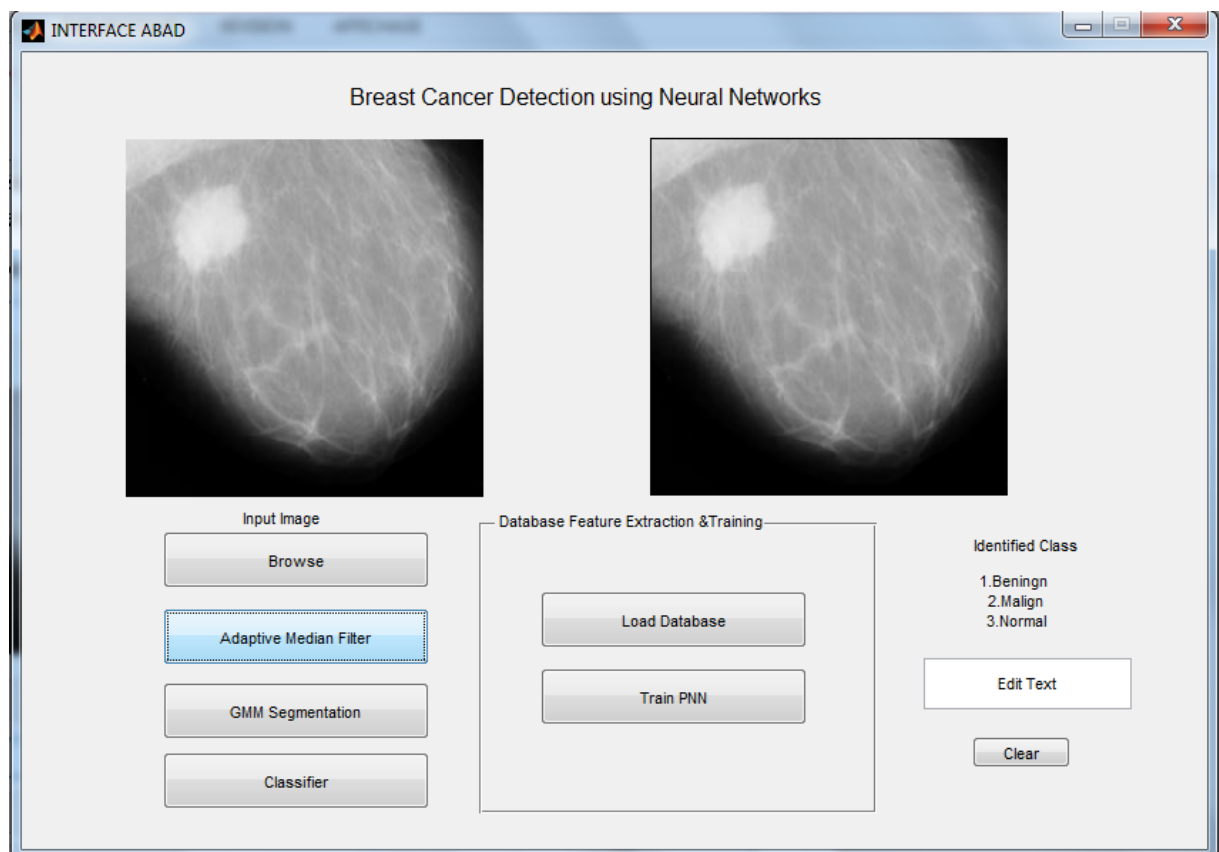 INTERFACE ABAD
Breast Cancer Detection using Neural Networks
Input Image
Browse
Adaptive Median Filter
GMM Segmentation
Classifier
Database Feature Extraction &Training
Load Database
Train PNN
Identified Class
1.Beningn
2.Malign
3.Normal
Edit Text
Clear